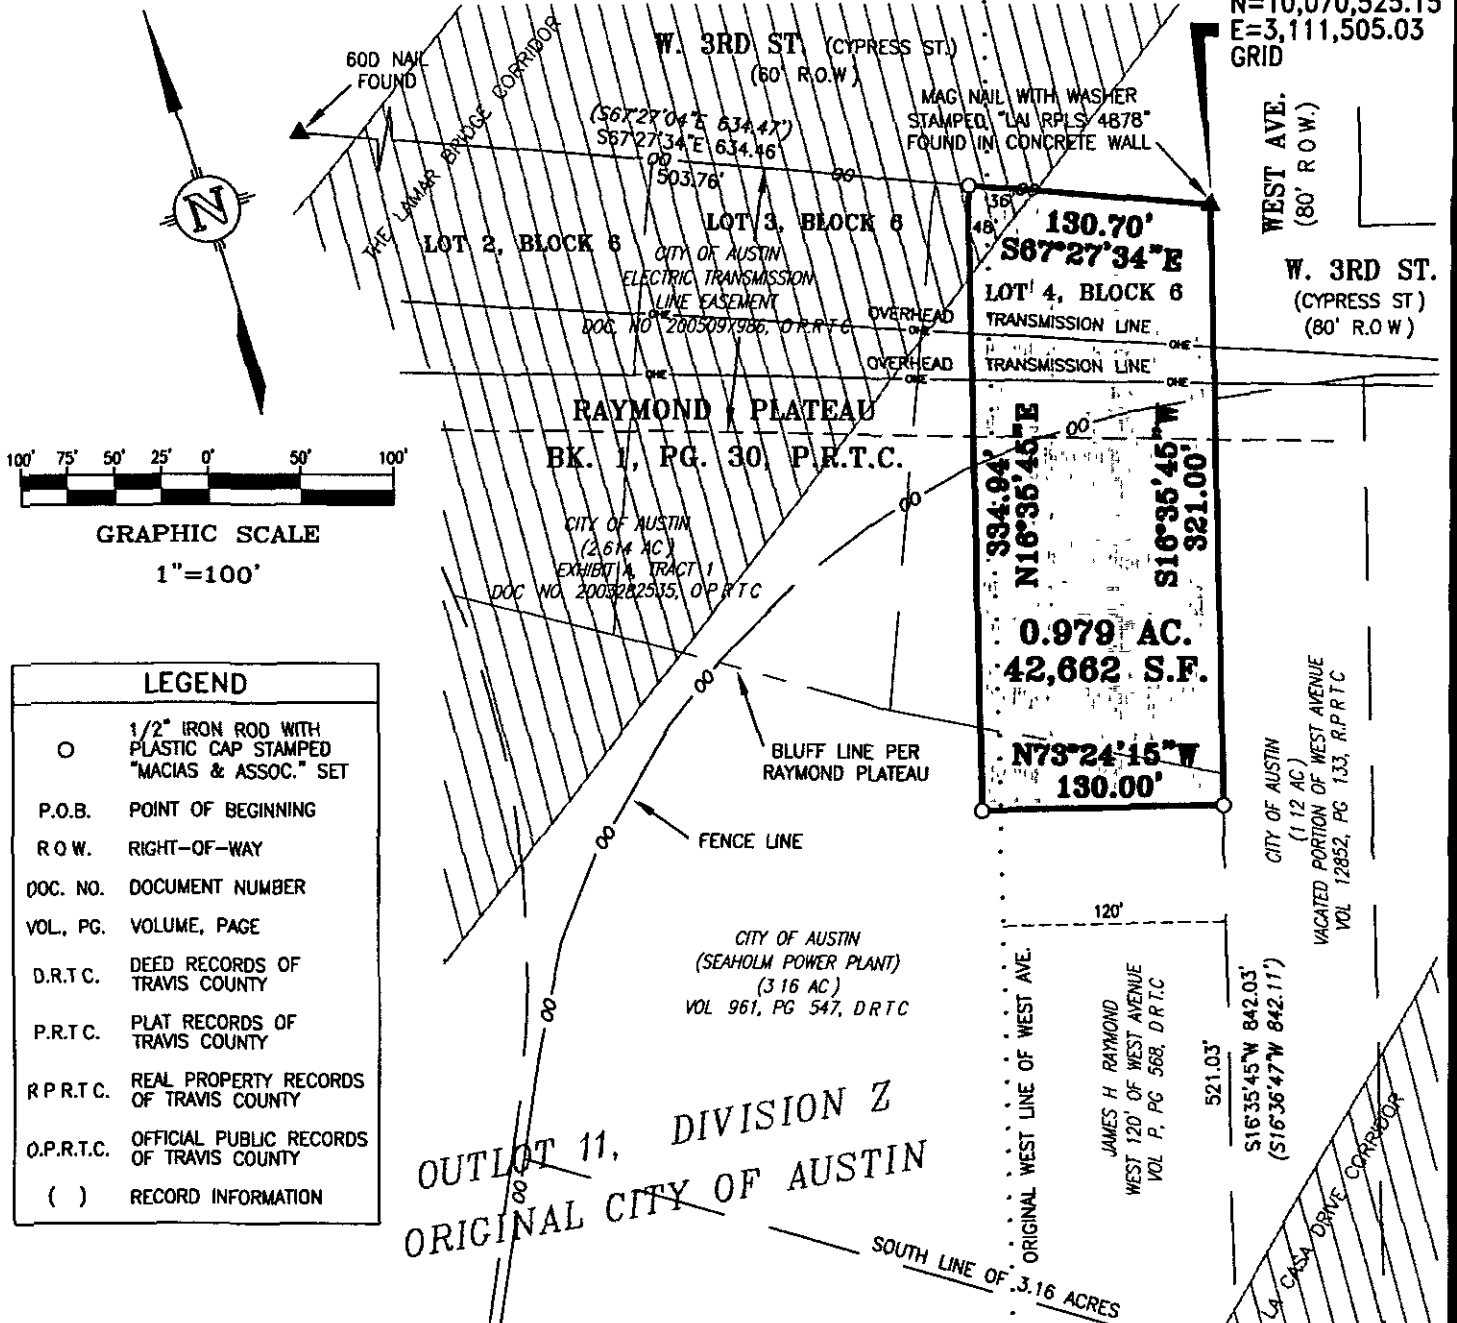 N=10,070,525.15
E=3,111,505.03
GRID
60D NAIL
FOUND
THE LAMAR BRIDGE CORRIDOR
W. 3RD ST. (CYPRESS ST.)
(60' R.O.W)
(S67°27'04"E 634.47')
S67°27'34"E 634.46'
503.76'
MAG NAIL WITH WASHER
STAMPED "LAI RPLS 4878"
FOUND IN CONCRETE WALL
WEST AVE.
(80' R O W.)
W. 3RD ST.
(CYPRESS ST)
(80' R.O W)
N
LOT 2, BLOCK 6
LOT 3, BLOCK 6
CITY OF AUSTIN
ELECTRIC TRANSMISSION
LINE EASEMENT
DOC. NO 2005097986, O.P.R.T.C
36'
48'
130.70'
S67°27'34"E
LOT 4, BLOCK 6
OVERHEAD TRANSMISSION LINE
OHE OHE OHE
OVERHEAD TRANSMISSION LINE
OHE OHE OHE
RAYMOND PLATEAU
BK. 1, PG. 30, P.R.T.C.
334.94'
N16°35'45"E
S16°35'45"W
321.00'
100' 75' 50' 25' 0' 50' 100'
GRAPHIC SCALE
1"=100'
CITY OF AUSTIN
(2.614 AC)
EXHIBIT A, TRACT 1
DOC NO. 2003282535, O P R T C
0.979 AC.
42,662 S.F.
N73°24'15"W
130.00'
BLUFF LINE PER
RAYMOND PLATEAU
FENCE LINE
CITY OF AUSTIN
(1 12 AC)
VACATED PORTION OF WEST AVENUE
VOL 12852, PG 133, R.P R T C
LEGEND
1/2" IRON ROD WITH
PLASTIC CAP STAMPED
"MACIAS & ASSOC." SET
P.O.B. POINT OF BEGINNING
R O W. RIGHT-OF-WAY
DOC. NO. DOCUMENT NUMBER
VOL., PG. VOLUME, PAGE
D.R.T C. DEED RECORDS OF
TRAVIS COUNTY
P.R.T C. PLAT RECORDS OF
TRAVIS COUNTY
R P R.T C. REAL PROPERTY RECORDS
OF TRAVIS COUNTY
O.P.R.T.C. OFFICIAL PUBLIC RECORDS
OF TRAVIS COUNTY
( ) RECORD INFORMATION
CITY OF AUSTIN
(SEAHOLM POWER PLANT)
(3 16 AC)
VOL 961, PG 547, D R T C
120'
ORIGINAL WEST LINE OF WEST AVE.
JAMES H RAYMOND
WEST 120' OF WEST AVENUE
VOL P, PG 568, D R T.C
521.03'
S16°35'45"W 842.03'
(S16°36'47"W 842.11')
OUTLOT 11, DIVISION Z
ORIGINAL CITY OF AUSTIN
SOUTH LINE OF 3.16 ACRES
LA CASA DRIVE CORRIDOR